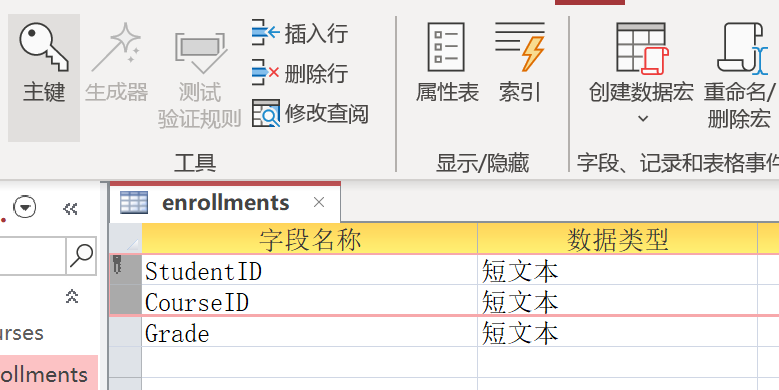 主键
生成器
测试
验证规则
插入行
删除行
修改查阅
工具
属性表
索引
显示/隐藏
创建数据宏
重命名/
删除宏
字段、记录和表格事件
enrollments
字段名称 数据类型
StudentID 短文本
CourseID 短文本
Grade 短文本
urses
ollments